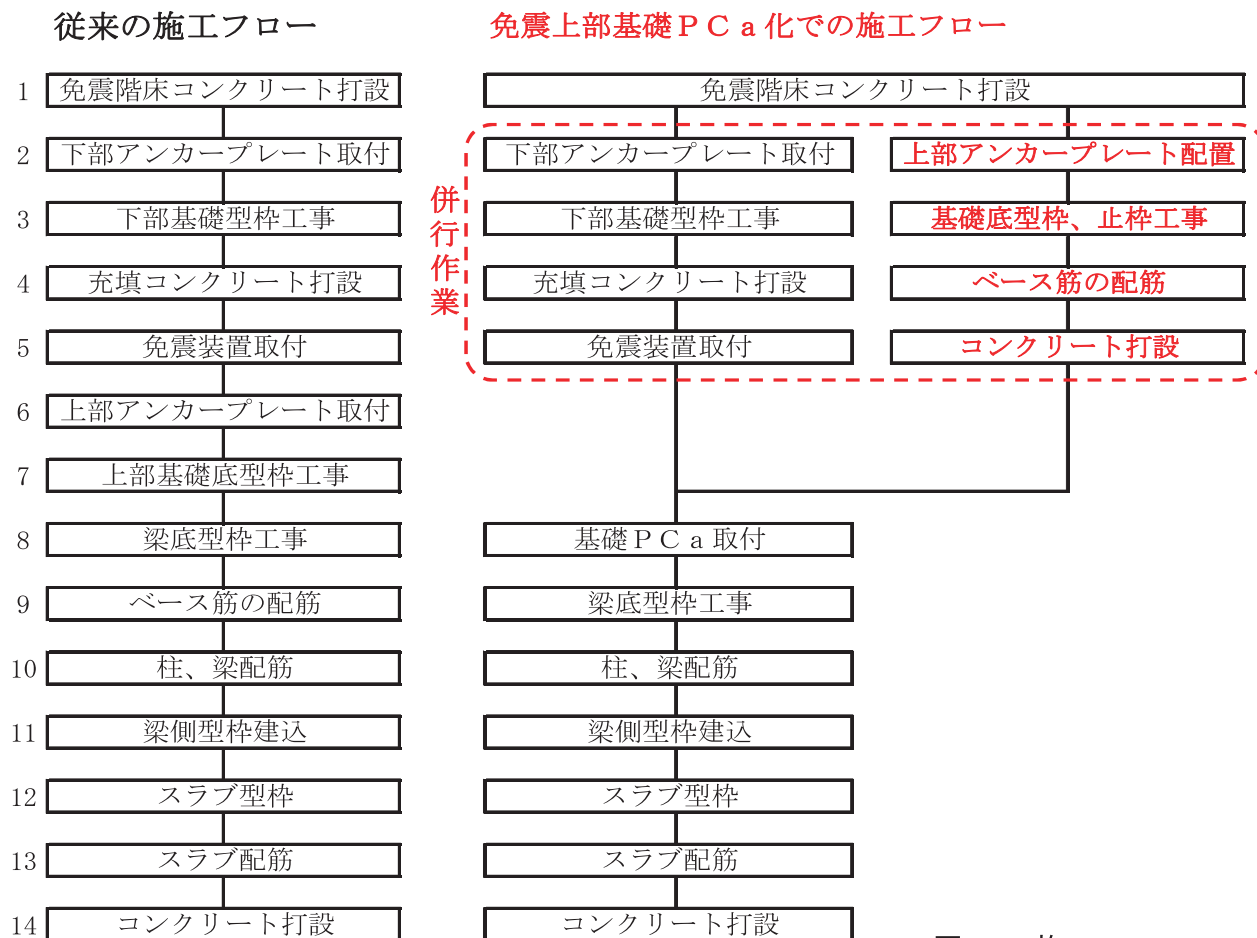 従来の施工フロー
免震上部基礎PCa化での施工フロー
1 免震階床コンクリート打設
2 下部アンカープレート取付
3 下部基礎型枠工事
4 充填コンクリート打設
5 免震装置取付
6 上部アンカープレート取付
7 上部基礎底型枠工事
8 梁底型枠工事
9 ベース筋の配筋
10 柱、梁配筋
11 梁側型枠建込
12 スラブ型枠
13 スラブ配筋
14 コンクリート打設
免震階床コンクリート打設
併行作業
下部アンカープレート取付
下部基礎型枠工事
充填コンクリート打設
免震装置取付
上部アンカープレート配置
基礎底型枠、止枠工事
ベース筋の配筋
コンクリート打設
基礎PCa取付
梁底型枠工事
柱、梁配筋
梁側型枠建込
スラブ型枠
スラブ配筋
コンクリート打設